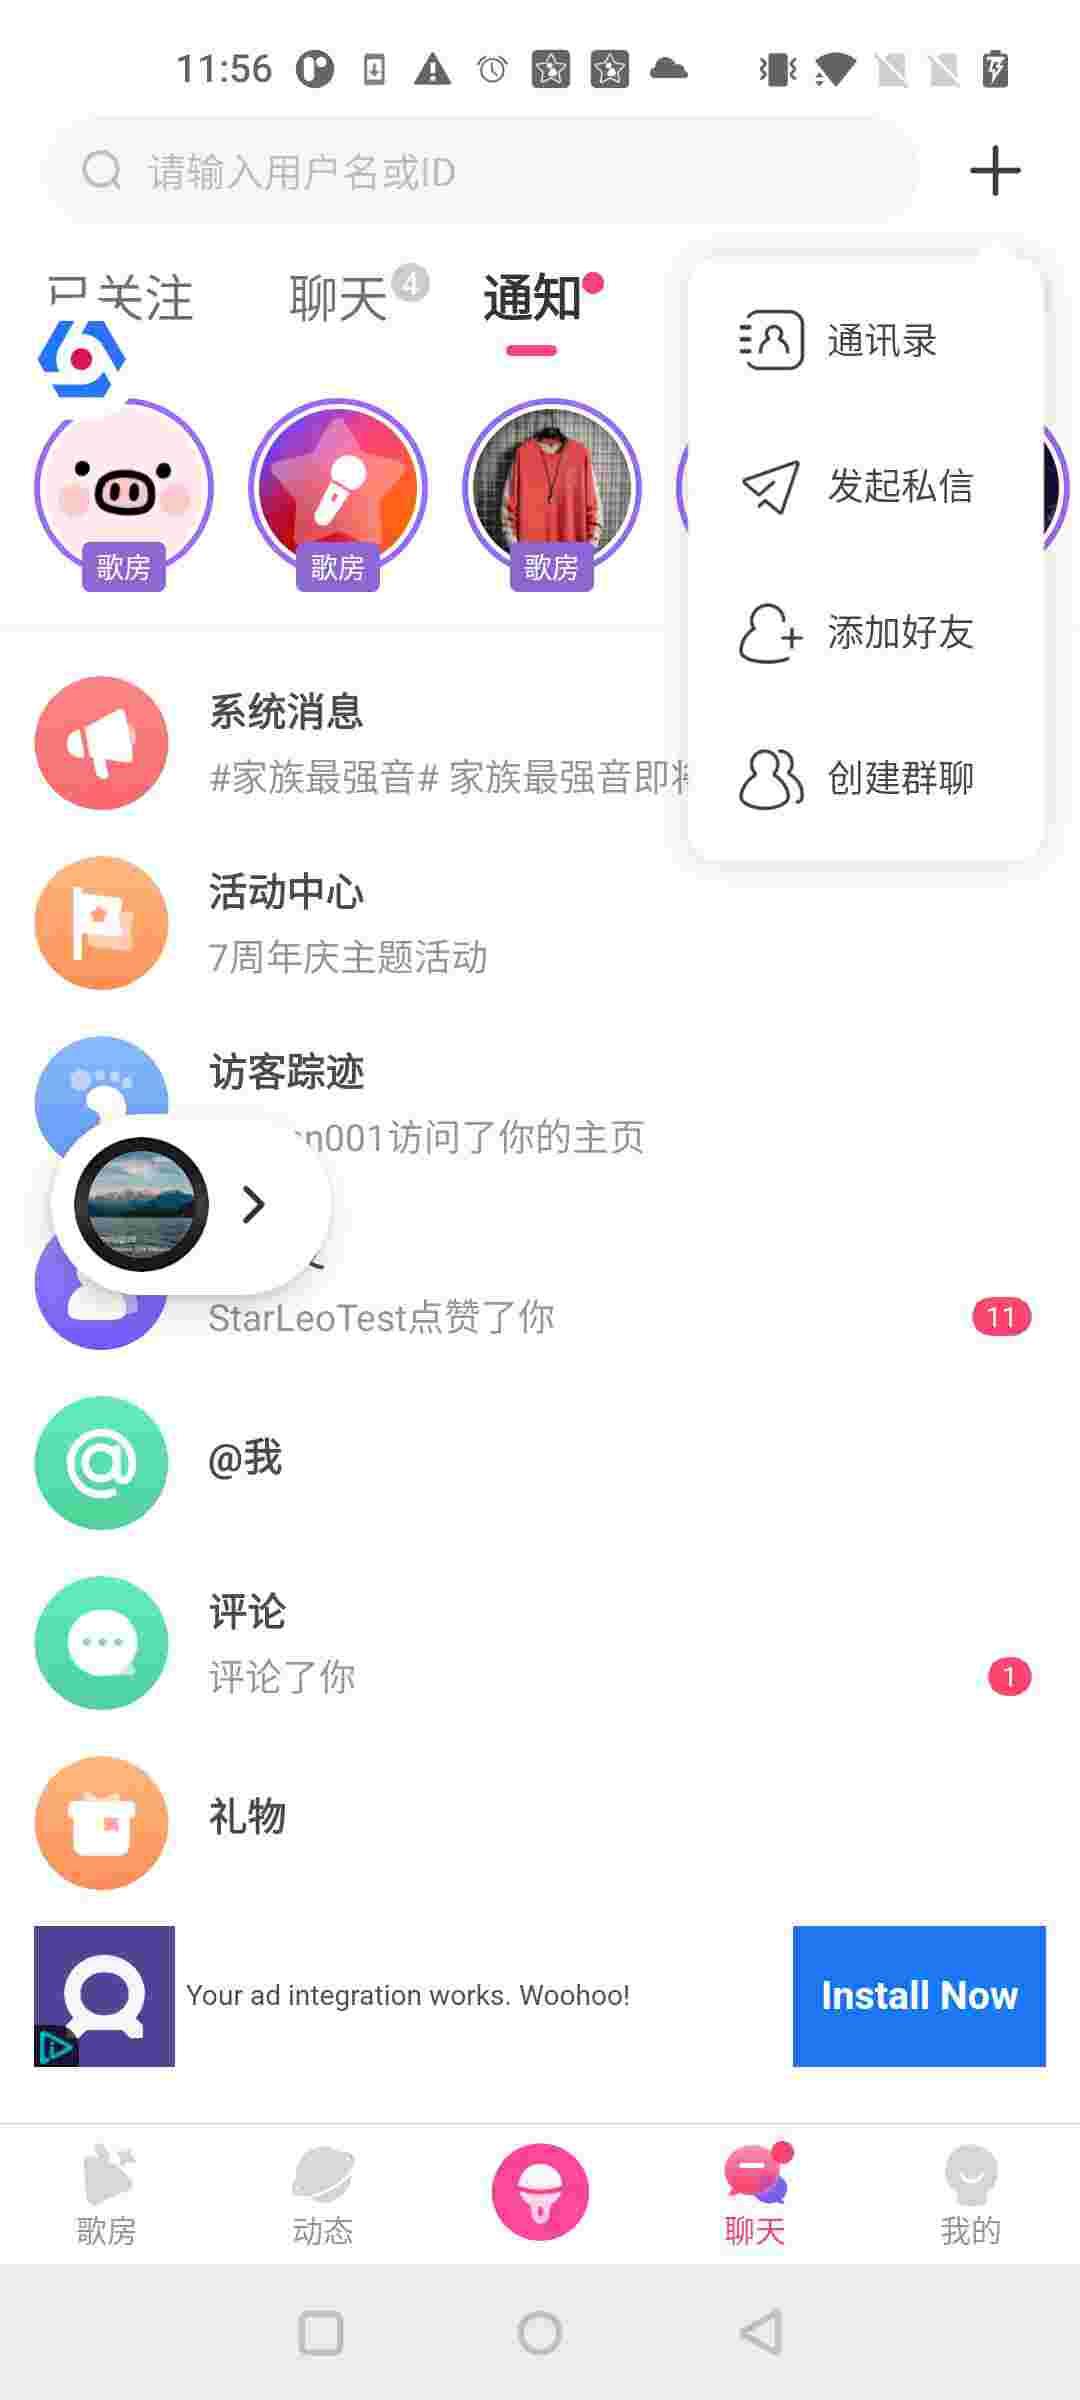 11:56
请输入用户名或ID
已关注
聊天 4
通知
通讯录
发起私信
添加好友
创建群聊
歌房
歌房
歌房
系统消息
#家族最强音# 家族最强音即
活动中心
7周年庆主题活动
访客踪迹
n001访问了你的主页
StarLeoTest点赞了你
11
@我
评论
评论了你
1
礼物
Your ad integration works. Woohoo!
Install Now
歌房
动态
聊天
我的